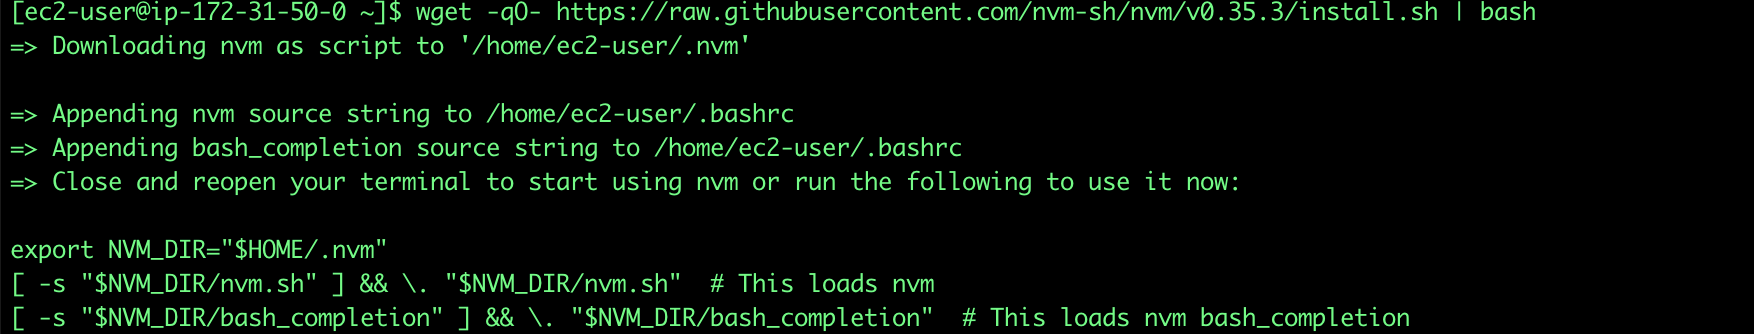 [ec2-user@ip-172-31-50-0 ~]$ wget -qO- https://raw.githubusercontent.com/nvm-sh/nvm/v0.35.3/install.sh | bash
=> Downloading nvm as script to '/home/ec2-user/.nvm'
=> Appending nvm source string to /home/ec2-user/.bashrc
=> Appending bash_completion source string to /home/ec2-user/.bashrc
=> Close and reopen your terminal to start using nvm or run the following to use it now:
export NVM_DIR="$HOME/.nvm"
[ -s "$NVM_DIR/nvm.sh" ] && \. "$NVM_DIR/nvm.sh"  # This loads nvm
[ -s "$NVM_DIR/bash_completion" ] && \. "$NVM_DIR/bash_completion"  # This loads nvm bash_completion